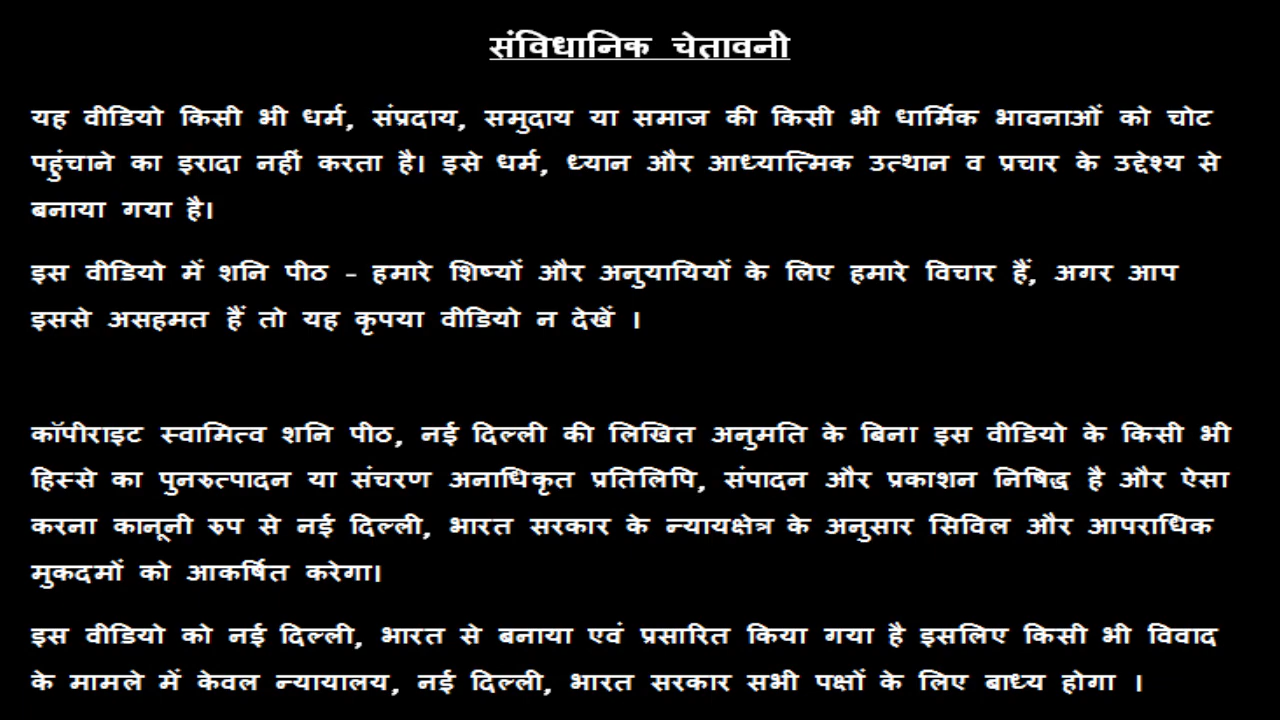 संविधानिक चेतावनी
यह वीडियो किसी भी धर्म, संप्रदाय, समुदाय या समाज की किसी भी धार्मिक भावनाओं को चोट
पहुंचाने का इरादा नहीं करता है। इसे धर्म, ध्यान और आध्यात्मिक उत्थान व प्रचार के उद्देश्य से
बनाया गया है।
इस वीडियो में शनि पीठ – हमारे शिष्यों और अनुयायियों के लिए हमारे विचार हैं, अगर आप
इससे असहमत हैं तो यह कृपया वीडियो न देखें ।
कॉपीराइट स्वामित्व शनि पीठ, नई दिल्ली की लिखित अनुमति के बिना इस वीडियो के किसी भी
हिस्से का पुनरुत्पादन या संचरण अनाधिकृत प्रतिलिपि, संपादन और प्रकाशन निषिद्ध है और ऐसा
करना कानूनी रुप से नई दिल्ली, भारत सरकार के न्यायक्षेत्र के अनुसार सिविल और आपराधिक
मुकदमों को आकर्षित करेगा।
इस वीडियो को नई दिल्ली, भारत से बनाया एवं प्रसारित किया गया है इसलिए किसी भी विवाद
के मामले में केवल न्यायालय, नई दिल्ली, भारत सरकार सभी पक्षों के लिए बाध्य होगा ।